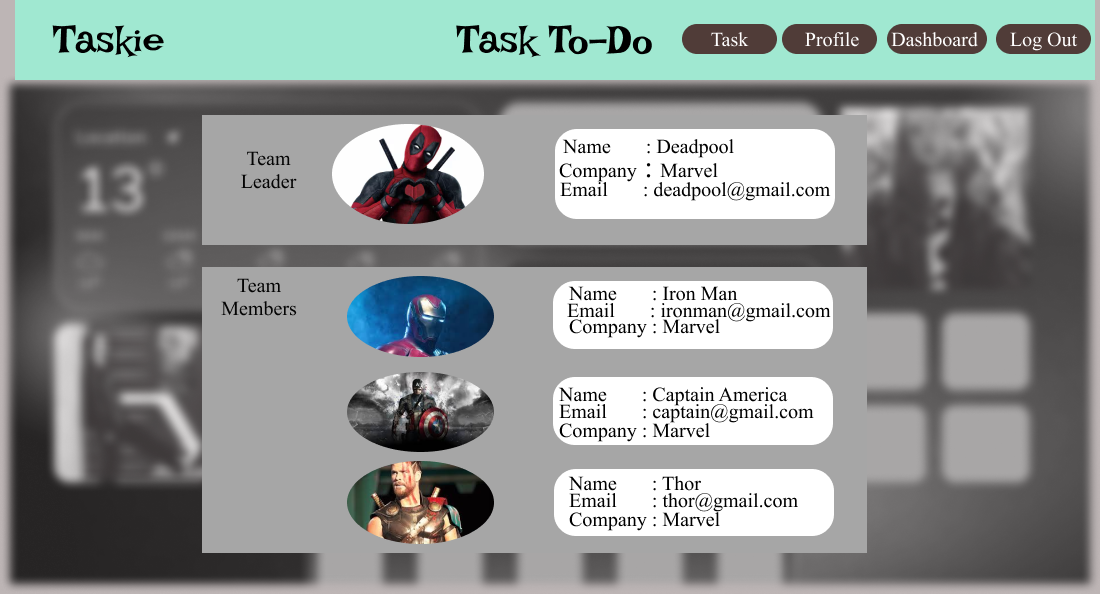 Taskie
Task To-Do
Task
Profile
Dashboard
Log Out
Location
13°
Team
Leader
Name : Deadpool
Company : Marvel
Email : deadpool@gmail.com
Team
Members
Name : Iron Man
Email : ironman@gmail.com
Company : Marvel
Name : Captain America
Email : captain@gmail.com
Company : Marvel
Name : Thor
Email : thor@gmail.com
Company : Marvel